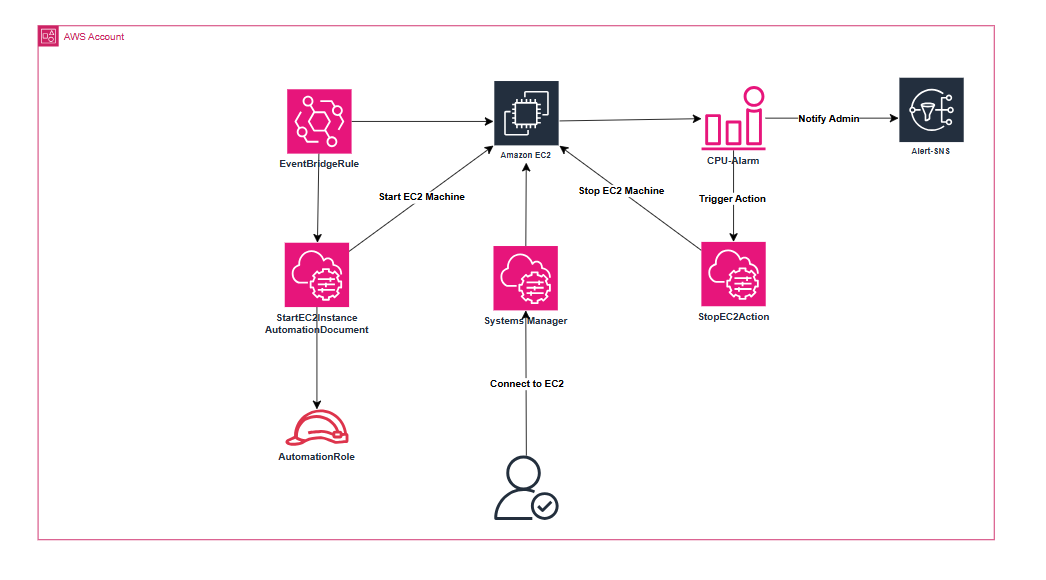 AWS Account
EventBridgeRule
Amazon EC2
CPU-Alarm
Notify Admin
Alert-SNS
Start EC2 Machine
Stop EC2 Machine
Trigger Action
StartEC2Instance
AutomationDocument
Systems Manager
StopEC2Action
Connect to EC2
AutomationRole